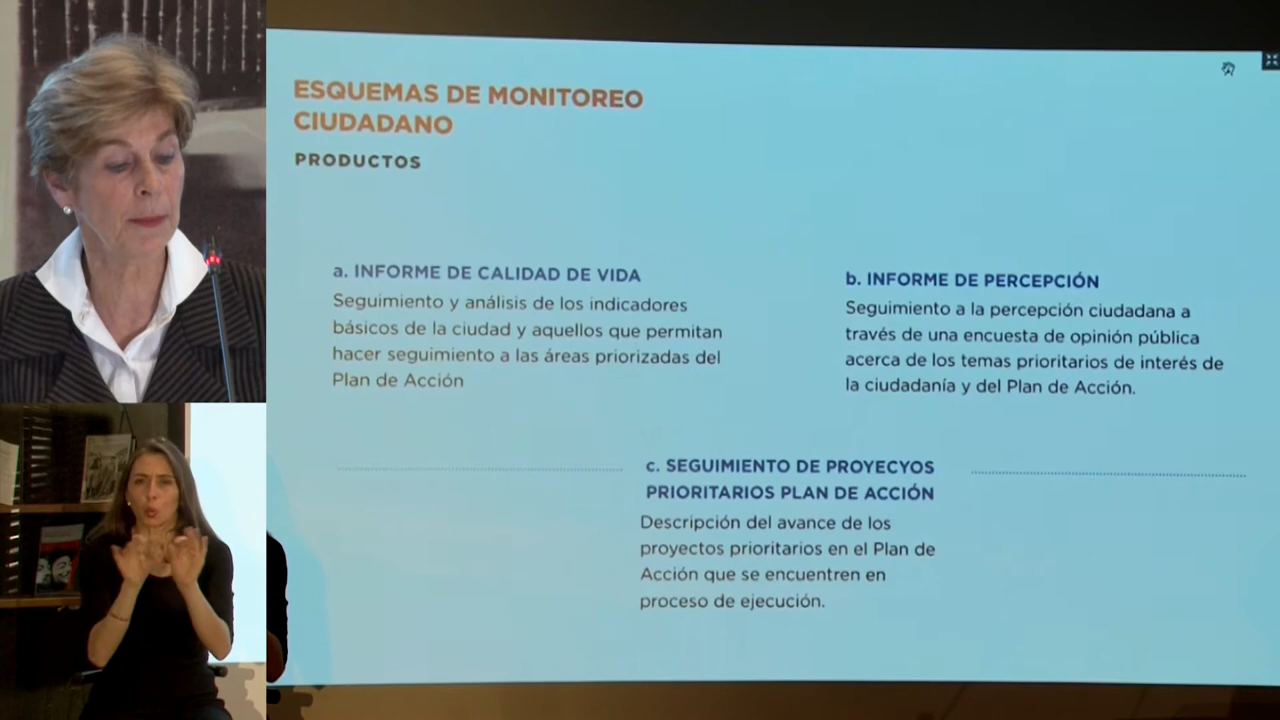 ESQUEMAS DE MONITOREO
CIUDADANO
PRODUCTOS
a. INFORME DE CALIDAD DE VIDA
Seguimiento y análisis de los indicadores
básicos de la ciudad y aquellos que permitan
hacer seguimiento a las áreas priorizadas del
Plan de Acción
b. INFORME DE PERCEPCIÓN
Seguimiento a la percepción ciudadana a
través de una encuesta de opinión pública
acerca de los temas prioritarios de interés de
la ciudadanía y del Plan de Acción.
c. SEGUIMIENTO DE PROYECYOS
PRIORITARIOS PLAN DE ACCIÓN
Descripción del avance de los
proyectos prioritarios en el Plan de
Acción que se encuentren en
proceso de ejecución.